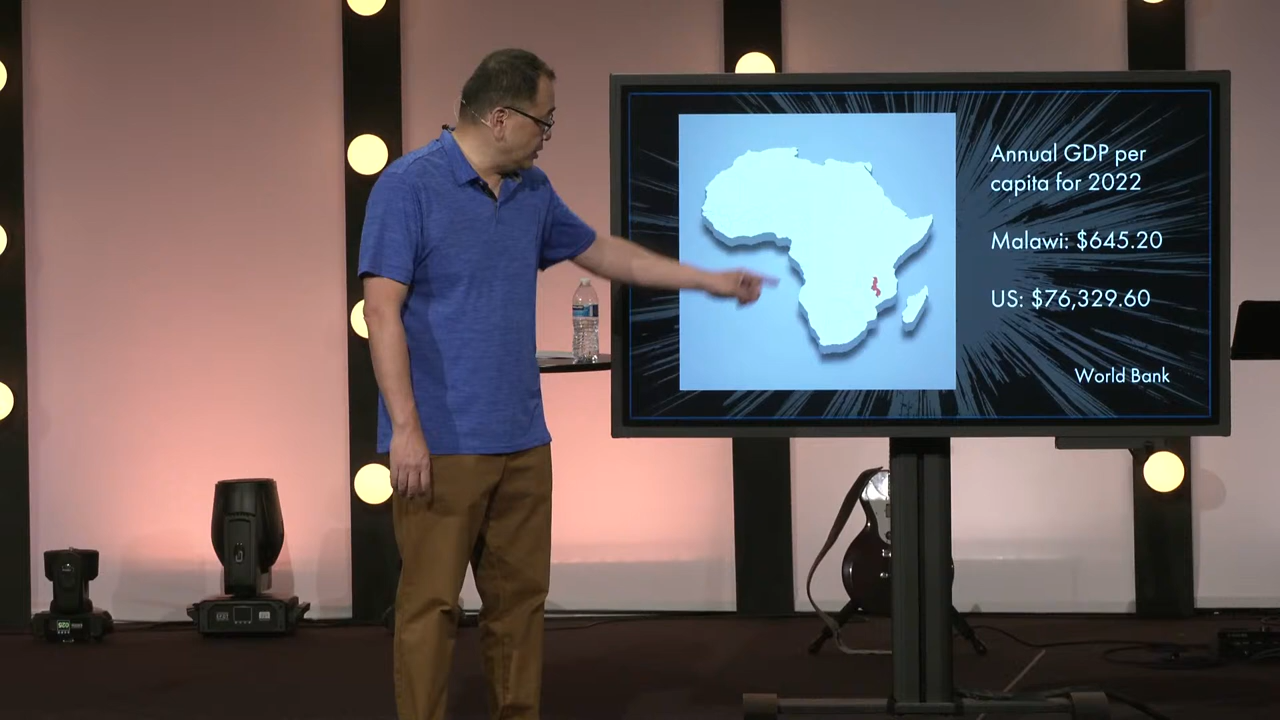 Annual GDP per
capita for 2022
Malawi: $645.20
US: $76,329.60
World Bank